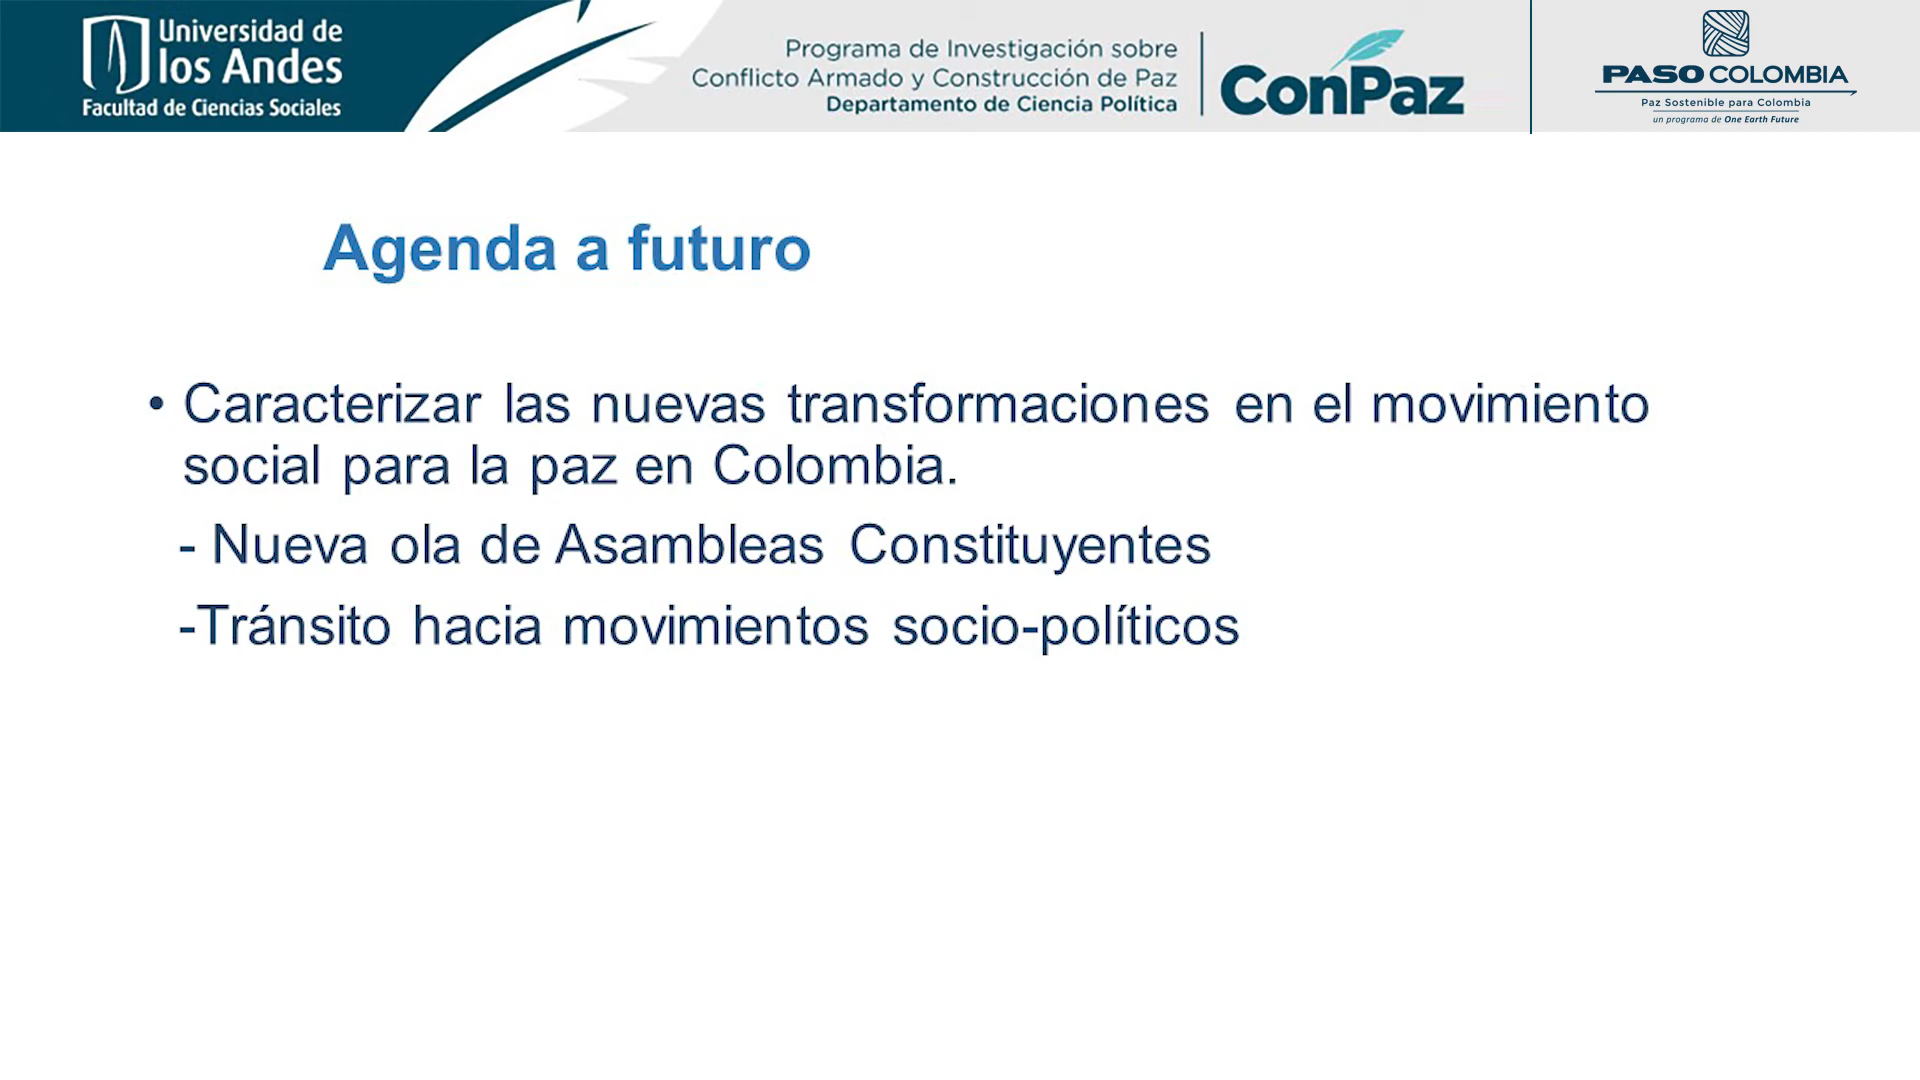 Universidad de
los Andes
Facultad de Ciencias Sociales
Programa de Investigación sobre
Conflicto Armado y Construcción de Paz
Departamento de Ciencia Política
ConPaz
PASO COLOMBIA
Paz Sostenible para Colombia
un programa de One Earth Future
Agenda a futuro
• Caracterizar las nuevas transformaciones en el movimiento
social para la paz en Colombia.
- Nueva ola de Asambleas Constituyentes
-Tránsito hacia movimientos socio-políticos